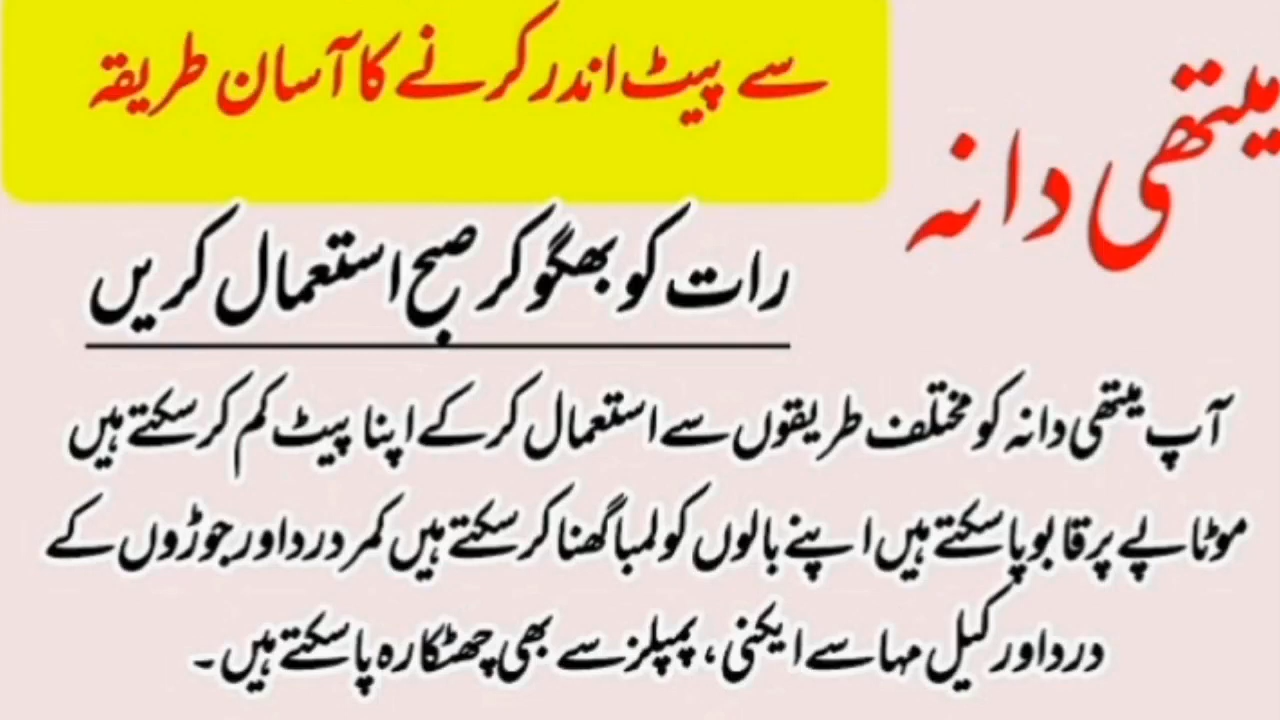 میتھی دانہ
سے پیٹ اندر کرنے کا آسان طریقہ
رات کو بھگو کر صبح استعمال کریں
آپ میتھی دانہ کو مختلف طریقوں سے استعمال کر کے اپنا پیٹ کم کر سکتے ہیں
موٹاپے پر قابو پا سکتے ہیں اپنے بالوں کو لمبا گھنا کر سکتے ہیں کمر درد اور جوڑوں کے
درد اور کیل مہاسے ایکنی، پمپلز سے بھی چھٹکارہ پا سکتے ہیں۔